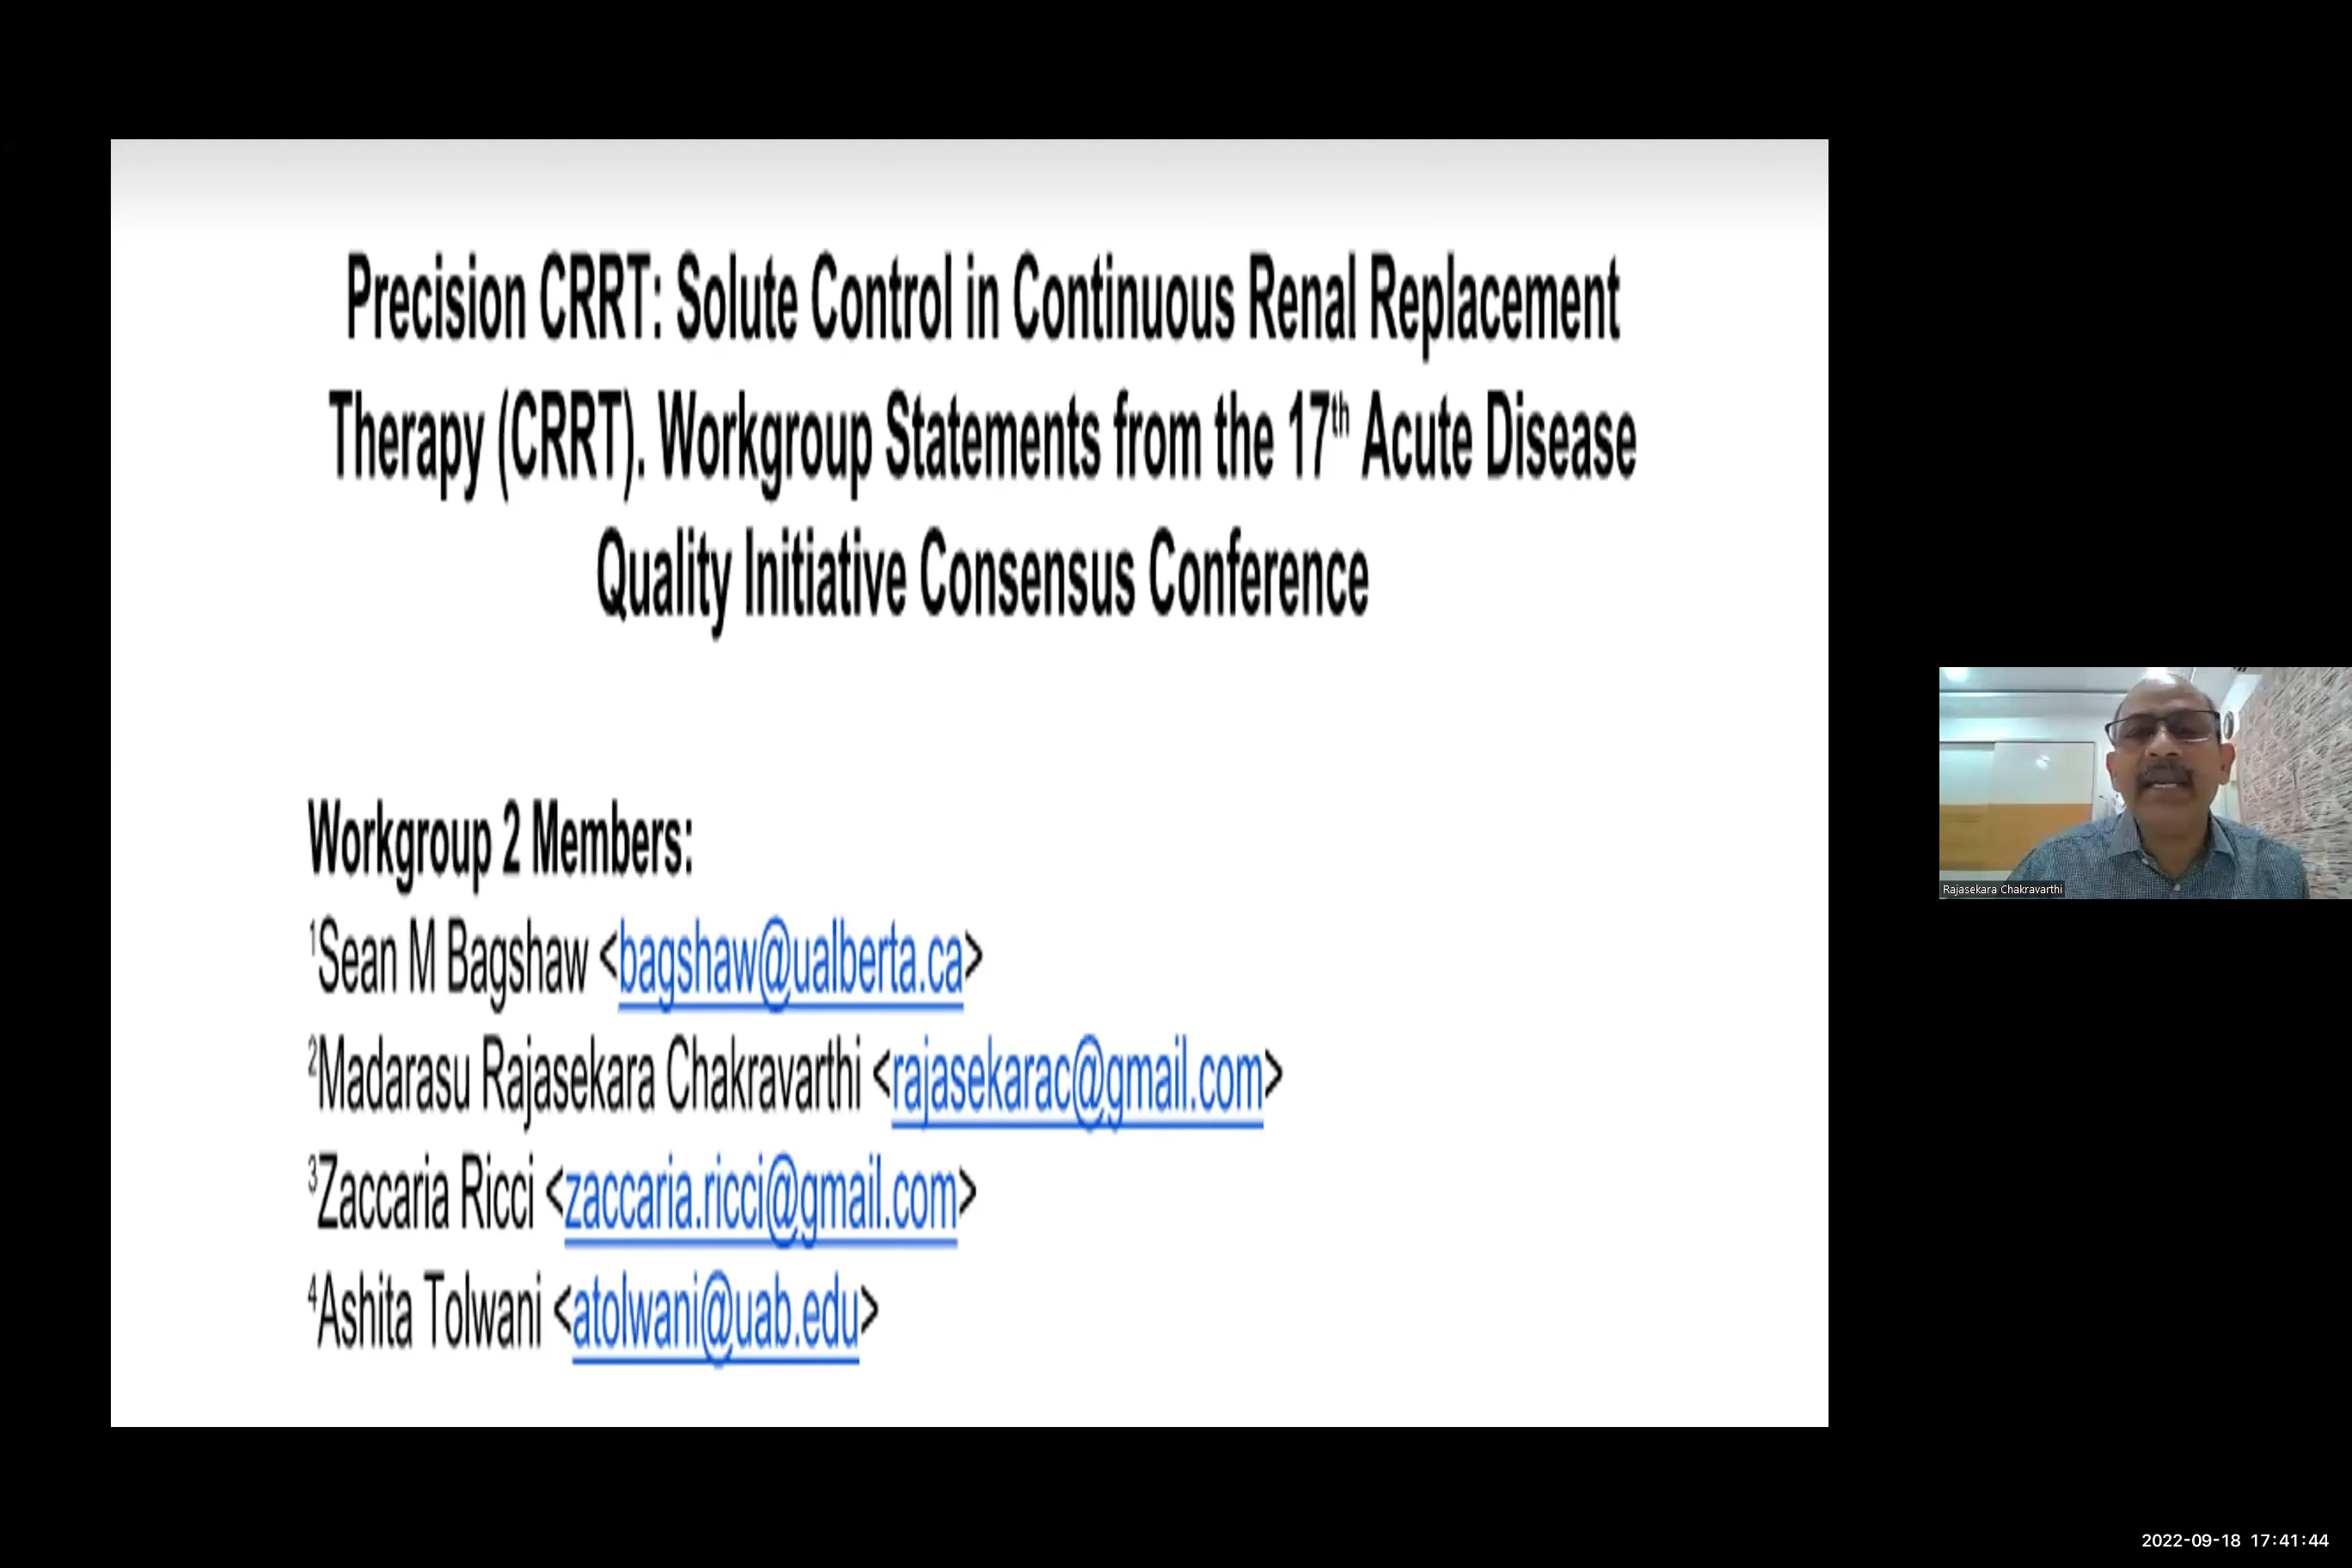 Precision CRRT: Solute Control in Continuous Renal Replacement
Therapy (CRRT). Workgroup Statements from the 17th Acute Disease
Quality Initiative Consensus Conference
Workgroup 2 Members:
1Sean M Bagshaw <bagshaw@ualberta.ca>
2Madarasu Rajasekara Chakravarthi <rajasekarac@gmail.com>
3Zaccaria Ricci <zaccaria.ricci@gmail.com>
4Ashita Tolwani <atolwani@uab.edu>
Rajasekara Chakravarthi
2022-09-18 17:41:44